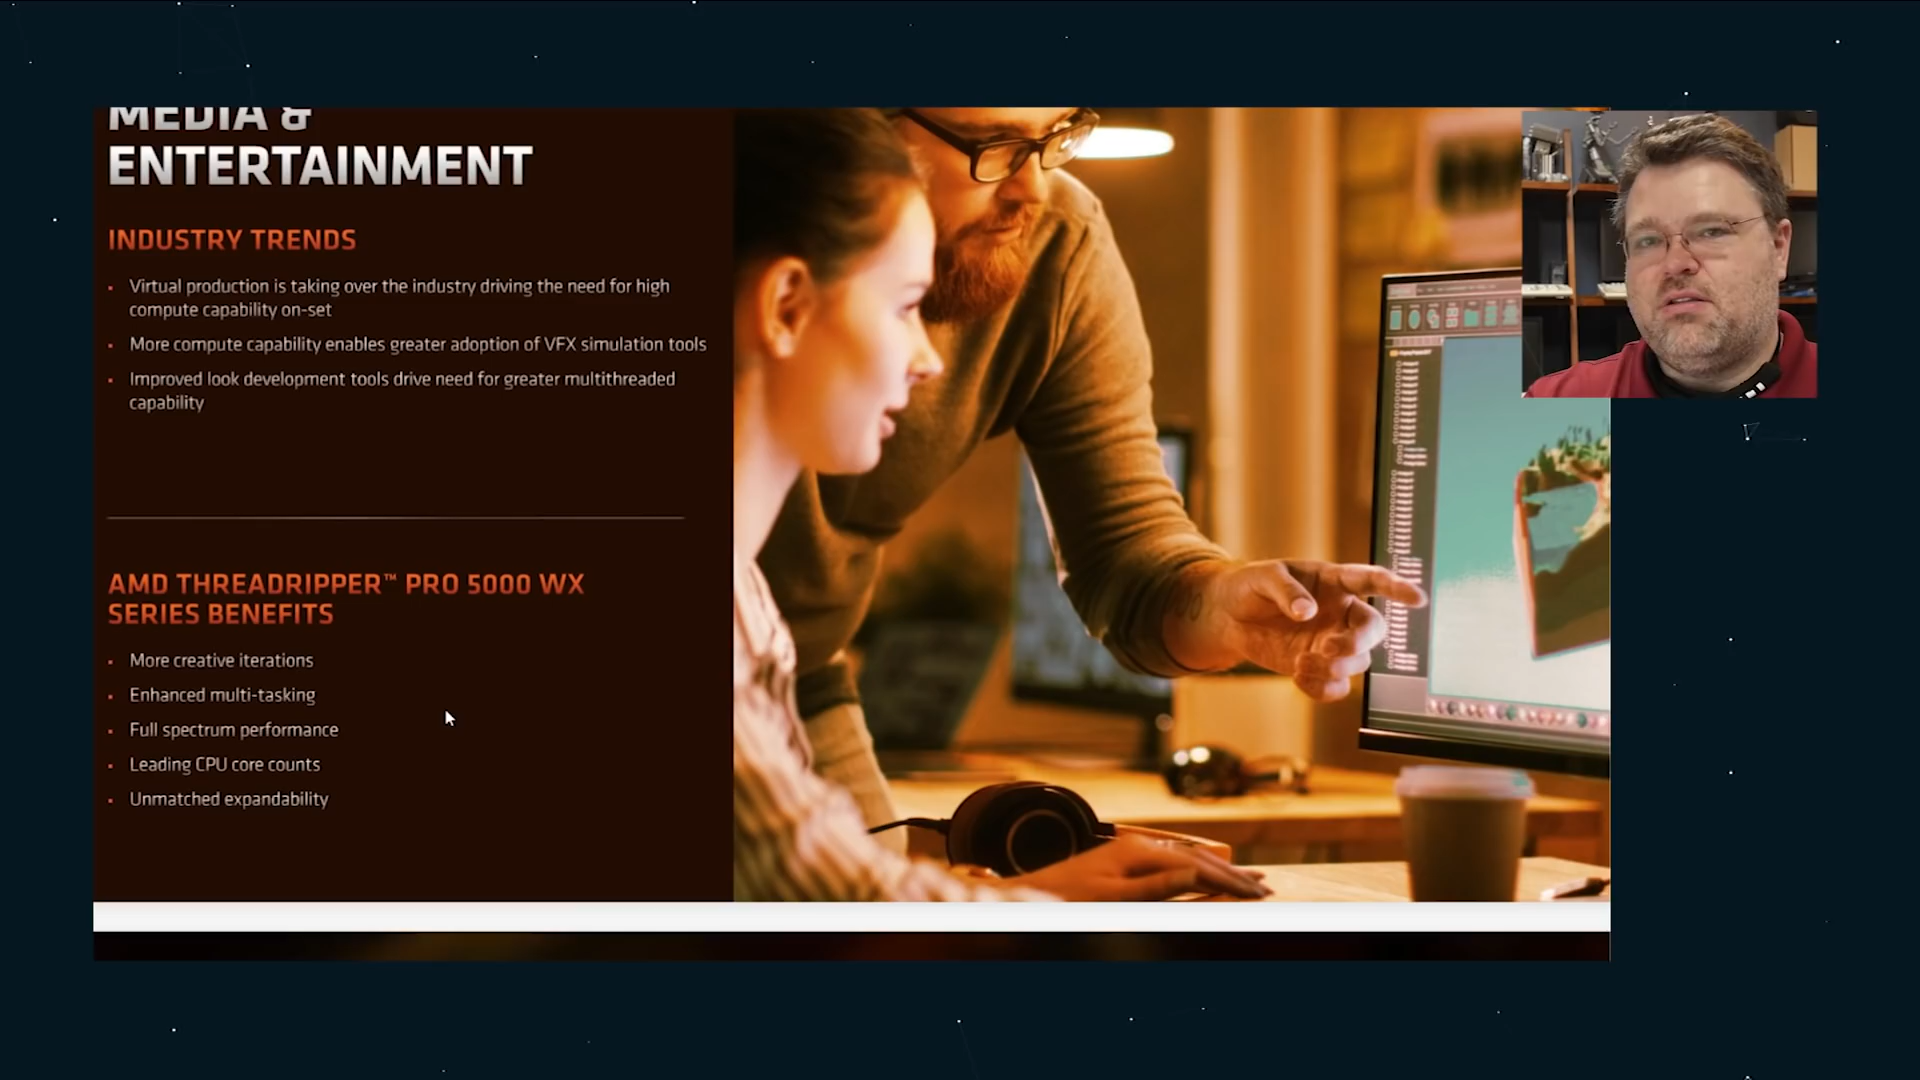 MEDIA &
ENTERTAINMENT
INDUSTRY TRENDS
Virtual production is taking over the industry driving the need for high
compute capability on-set
More compute capability enables greater adoption of VFX simulation tools
Improved look development tools drive need for greater multithreaded
capability
AMD THREADRIPPER™ PRO 5000 WX
SERIES BENEFITS
More creative iterations
Enhanced multi-tasking
Full spectrum performance
Leading CPU core counts
Unmatched expandability